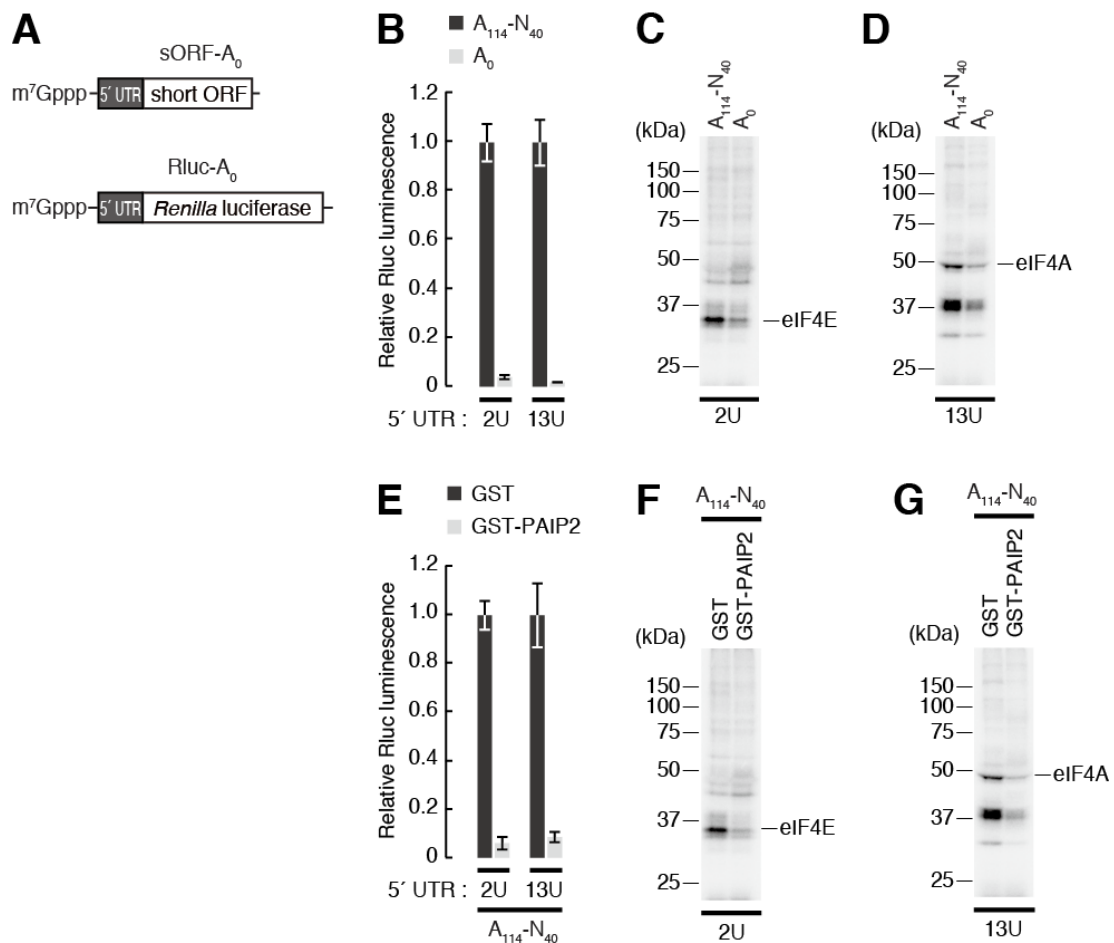 A
sORF-A₀
m⁷Gppp
5´ UTR
short ORF
Rluc-A₀
m⁷Gppp
5´ UTR
Renilla luciferase
B
A₁₁₄-N₄₀
A₀
Relative Rluc luminescence
1.2
1.0
0.8
0.6
0.4
0.2
0
5´ UTR : 2U 13U
C
A₁₁₄-N₄₀
A₀
(kDa)
150
100
75
50
37
25
eIF4E
2U
D
A₁₁₄-N₄₀
A₀
(kDa)
150
100
75
50
37
25
eIF4A
13U
E
GST
GST-PAIP2
Relative Rluc luminescence
1.2
1.0
0.8
0.6
0.4
0.2
0
5´ UTR : 2U 13U
A₁₁₄-N₄₀
F
A₁₁₄-N₄₀
GST
GST-PAIP2
(kDa)
150
100
75
50
37
25
eIF4E
2U
G
A₁₁₄-N₄₀
GST
GST-PAIP2
(kDa)
150
100
75
50
37
25
eIF4A
13U